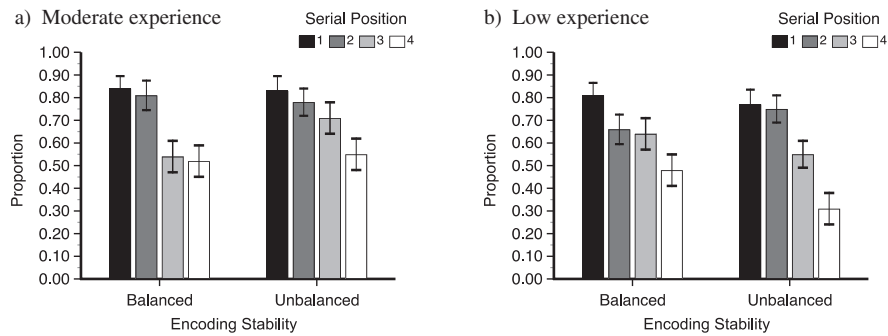 a) Moderate experience
Serial Position
1 2 3 4
1.00
0.90
0.80
0.70
0.60
0.50
0.40
0.30
0.20
0.10
0.00
Proportion
Balanced Unbalanced
Encoding Stability
b) Low experience
Serial Position
1 2 3 4
1.00
0.90
0.80
0.70
0.60
0.50
0.40
0.30
0.20
0.10
0.00
Proportion
Balanced Unbalanced
Encoding Stability